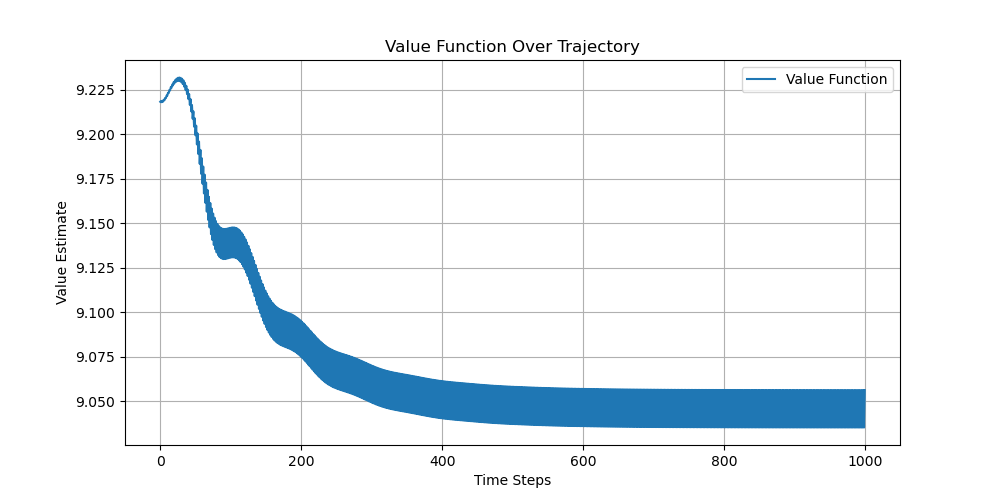 Value Function Over Trajectory
Value Function
9.225
9.200
9.175
9.150
9.125
9.100
9.075
9.050
Value Estimate
0 200 400 600 800 1000
Time Steps